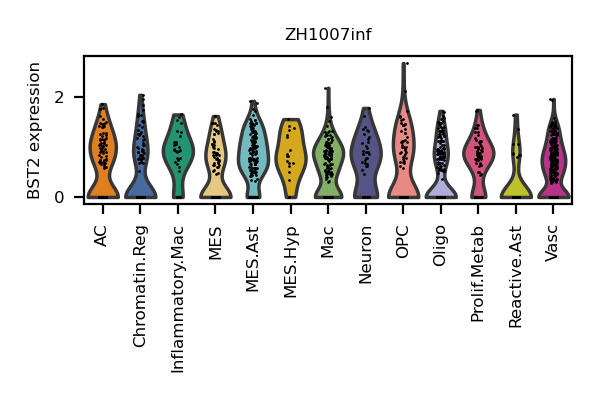 ZH1007inf
BST2 expression
2
0
AC
Chromatin.Reg
Inflammatory.Mac
MES
MES.Ast
MES.Hyp
Mac
Neuron
OPC
Oligo
Prolif.Metab
Reactive.Ast
Vasc